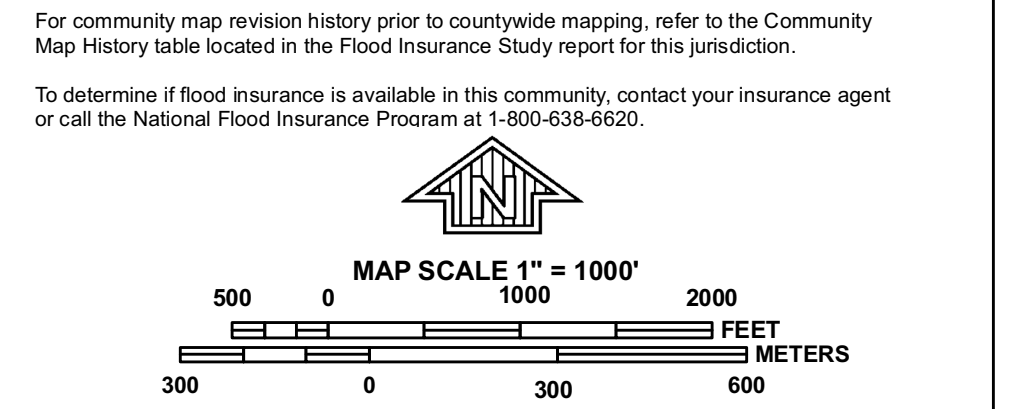 For community map revision history prior to countywide mapping, refer to the Community
Map History table located in the Flood Insurance Study report for this jurisdiction.
To determine if flood insurance is available in this community, contact your insurance agent
or call the National Flood Insurance Program at 1-800-638-6620.
N
MAP SCALE 1" = 1000'
500 0 1000 2000
FEET
METERS
300 0 300 600